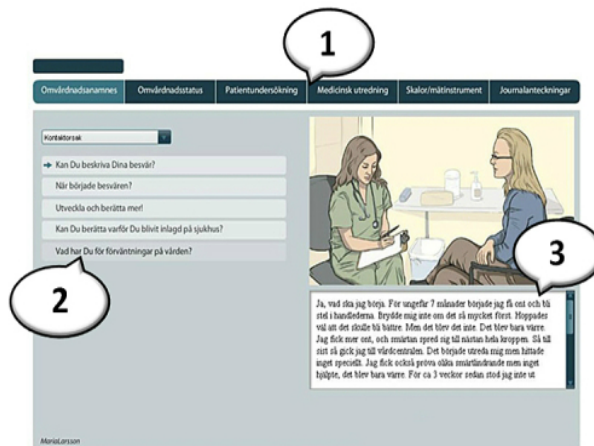 1
Omvårdnadsanamnes Omvårdnadsstatus Patientundersökning Medicinsk utredning Skalor/mätinstrument Journalanteckningar
Kontaktorsak
Kan Du beskriva Dina besvär?
När började besvären?
Utveckla och berätta mer!
Kan Du berätta varför Du blivit inlagd på sjukhus?
Vad har Du för förväntningar på vården?
2
3
Ja, vad ska jag börja. För ungefär 7 månader började jag få ont och bli
stel i handlederna. Brydde mig inte om det så mycket först. Hoppades
väl att det skulle bli bättre. Men det blev det inte. Det blev bara värre.
Jag fick mer ont, och smärtan spred sig till nästan hela kroppen. Så till
sist så gick jag till vårdcentralen. Det började utreda mig men hittade
inget speciellt. Jag fick också pröva olika smärtlindrande men inget
hjälpte, det blev bara värre. För ca 3 veckor sedan stod jag inte ut
MariaLarsson